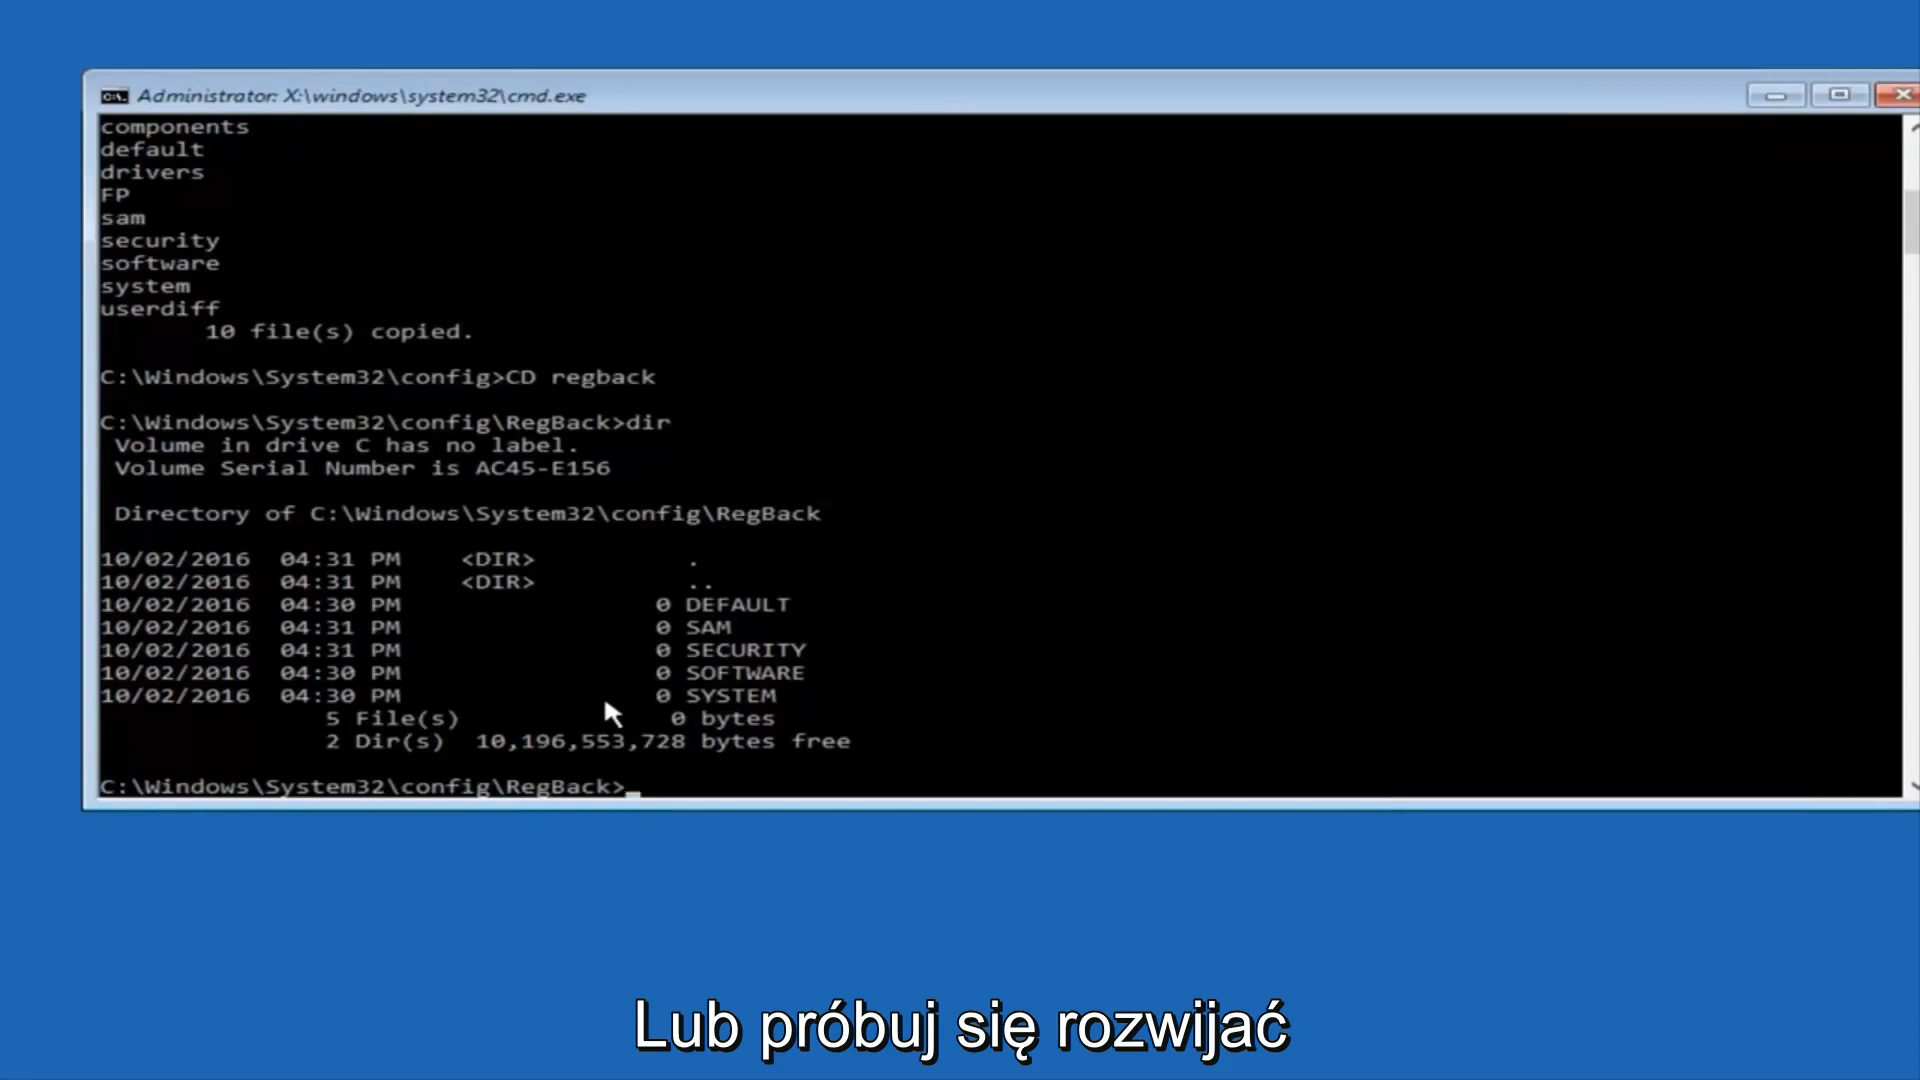 Administrator: X:\windows\system32\cmd.exe
components
default
drivers
FP
sam
security
software
system
userdiff
10 file(s) copied.
C:\Windows\System32\config>CD regback
C:\Windows\System32\config\RegBack>dir
Volume in drive C has no label.
Volume Serial Number is AC45-E156
Directory of C:\Windows\System32\config\RegBack
10/02/2016 04:31 PM <DIR> .
10/02/2016 04:31 PM <DIR> ..
10/02/2016 04:30 PM 0 DEFAULT
10/02/2016 04:31 PM 0 SAM
10/02/2016 04:31 PM 0 SECURITY
10/02/2016 04:30 PM 0 SOFTWARE
10/02/2016 04:30 PM 0 SYSTEM
5 File(s) 0 bytes
2 Dir(s) 10,196,553,728 bytes free
C:\Windows\System32\config\RegBack>_
Lub próbuj się rozwijać